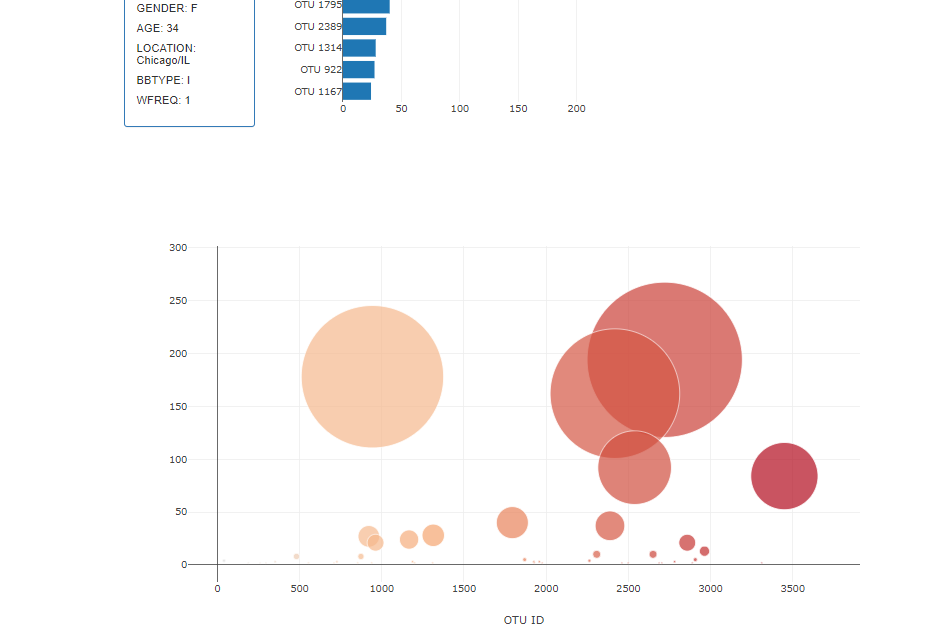 GENDER: F
AGE: 34
LOCATION:
Chicago/IL
BBTYPE: I
WFREQ: 1
OTU 1795
OTU 2389
OTU 1314
OTU 922
OTU 1167
0 50 100 150 200
300
250
200
150
100
50
0
0 500 1000 1500 2000 2500 3000 3500
OTU ID